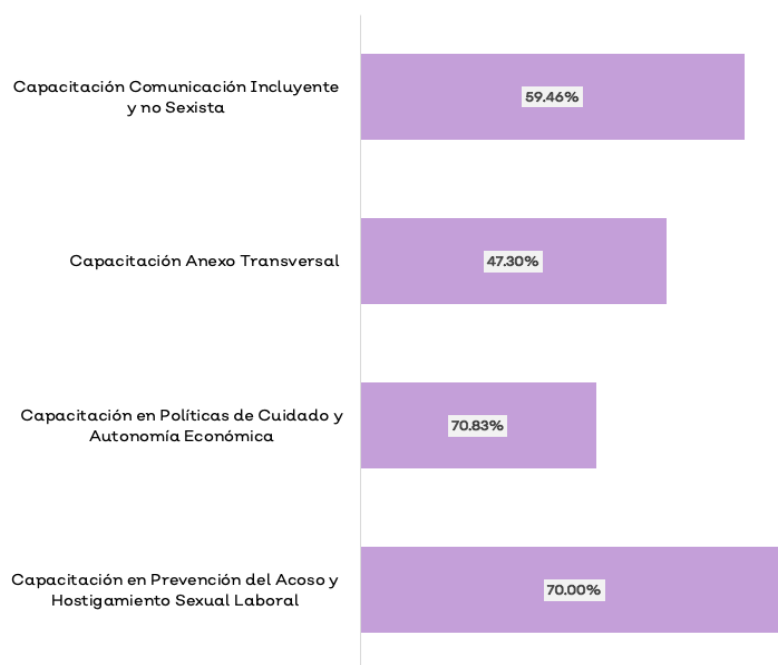 Capacitación Comunicación Incluyente
y no Sexista
59.46%
Capacitación Anexo Transversal
47.30%
Capacitación en Políticas de Cuidado y
Autonomía Económica
70.83%
Capacitación en Prevención del Acoso y
Hostigamiento Sexual Laboral
70.00%